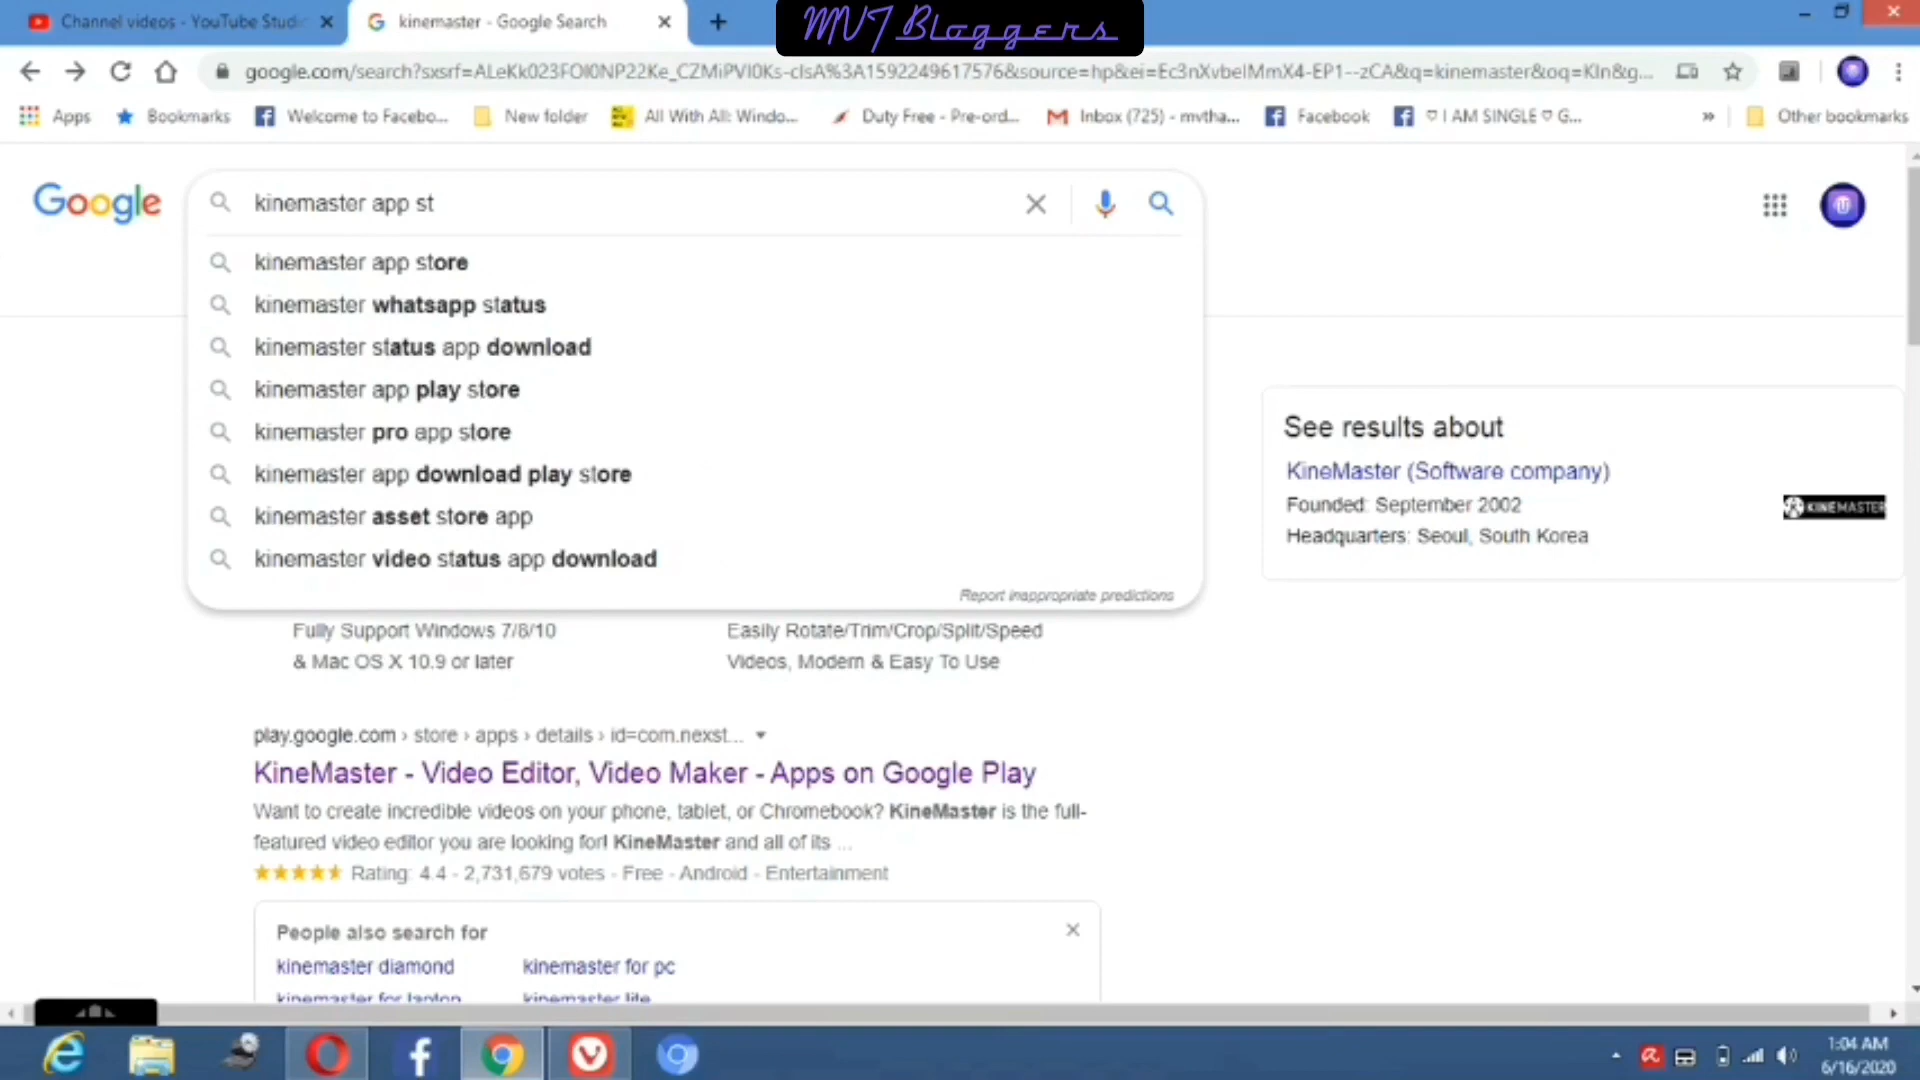 Channel videos - YouTube Studi
kinemaster - Google Search
MVT Bloggers
google.com/search?sxsrf=ALeKk023FOI0NP22Ke_CZMiPVI0Ks-clsA%3A1592249617576&source=hp&ei=Ec3nXvbeIMmX4-EP1--zCA&q=kinemaster&oq=KIn&g...
Apps
Bookmarks
Welcome to Facebo...
New folder
All With All: Windo...
Duty Free - Pre-ord...
Inbox (725) - mvtha...
Facebook
♡ I AM SINGLE ♡ G...
»
Other bookmarks
Google
kinemaster app st
kinemaster app store
kinemaster whatsapp status
kinemaster status app download
kinemaster app play store
kinemaster pro app store
kinemaster app download play store
kinemaster asset store app
kinemaster video status app download
Report inappropriate predictions
See results about
KineMaster (Software company)
Founded: September 2002
Headquarters: Seoul, South Korea
KINEMASTER
Fully Support Windows 7/8/10
& Mac OS X 10.9 or later
Easily Rotate/Trim/Crop/Split/Speed
Videos, Modern & Easy To Use
play.google.com › store › apps › details › id=com.nexst...
KineMaster - Video Editor, Video Maker - Apps on Google Play
Want to create incredible videos on your phone, tablet, or Chromebook? KineMaster is the full-
featured video editor you are looking for! KineMaster and all of its ...
Rating: 4.4 - 2,731,679 votes - Free - Android - Entertainment
People also search for
kinemaster diamond
kinemaster for pc
kinemaster for laptop
kinemaster lite
1:04 AM
6/16/2020